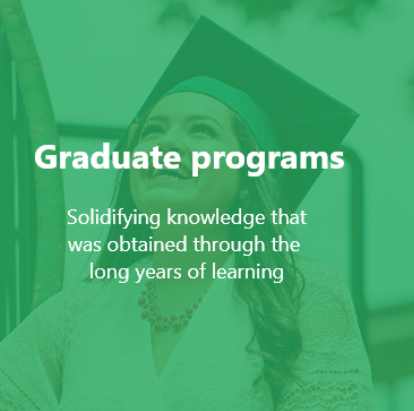 Graduate programs
Solidifying knowledge that
was obtained through the
long years of learning